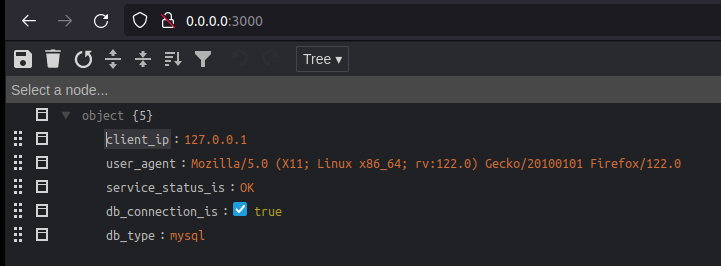 0.0.0.0:3000
Tree ▾
Select a node...
object {5}
client_ip : 127.0.0.1
user_agent : Mozilla/5.0 (X11; Linux x86_64; rv:122.0) Gecko/20100101 Firefox/122.0
service_status_is : OK
db_connection_is : true
db_type : mysql